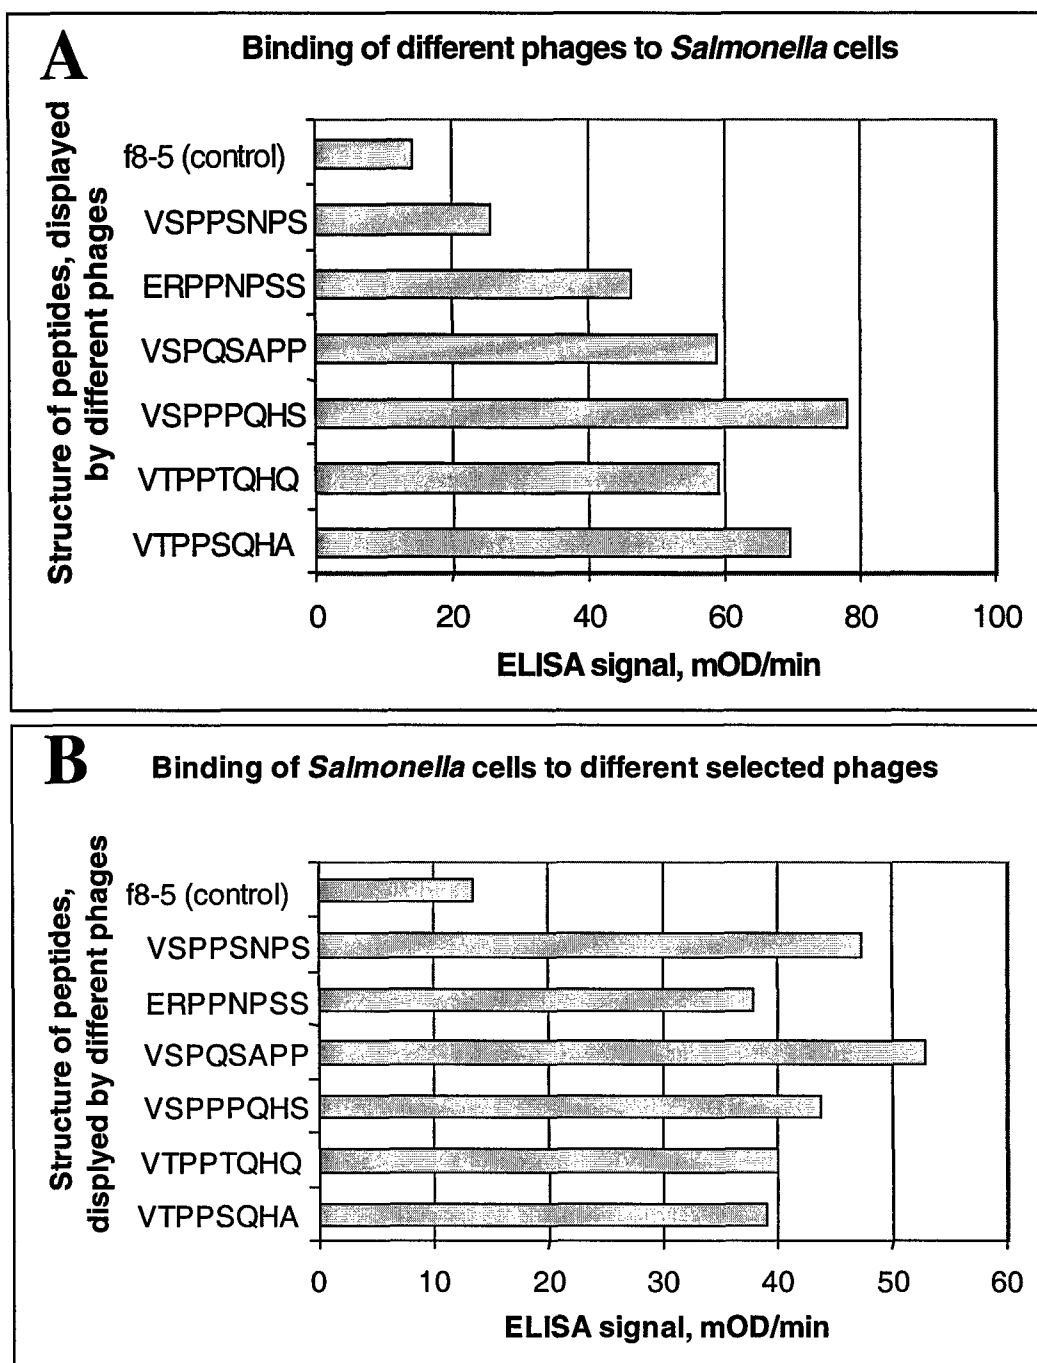 A
Binding of different phages to Salmonella cells
Structure of peptides, displayed
by different phages
f8-5 (control)
VSPPSNPS
ERPPNPSS
VSPQSAPP
VSPPPQHS
VTPPTQHQ
VTPPSQHA
0 20 40 60 80 100
ELISA signal, mOD/min
B
Binding of Salmonella cells to different selected phages
Structure of peptides,
displyed by different phages
f8-5 (control)
VSPPSNPS
ERPPNPSS
VSPQSAPP
VSPPPQHS
VTPPTQHQ
VTPPSQHA
0 10 20 30 40 50 60
ELISA signal, mOD/min